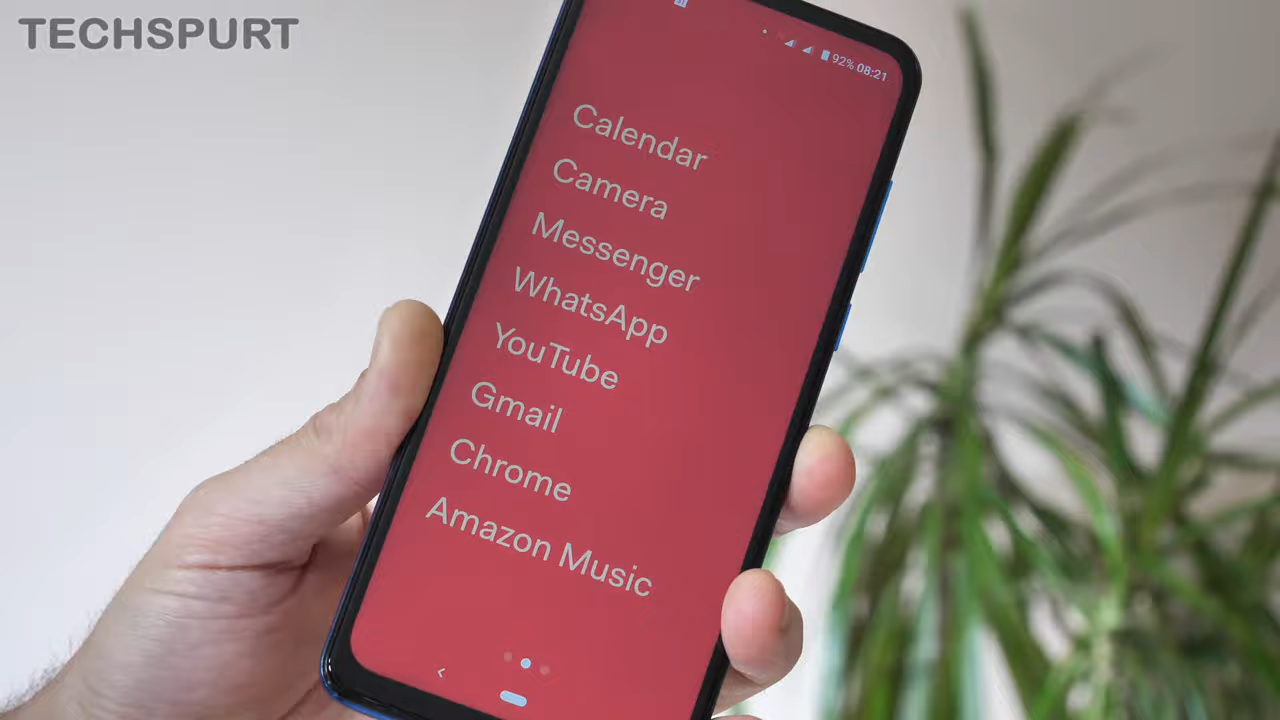 TECHSPURT
92% 08:21
Calendar
Camera
Messenger
WhatsApp
YouTube
Gmail
Chrome
Amazon Music